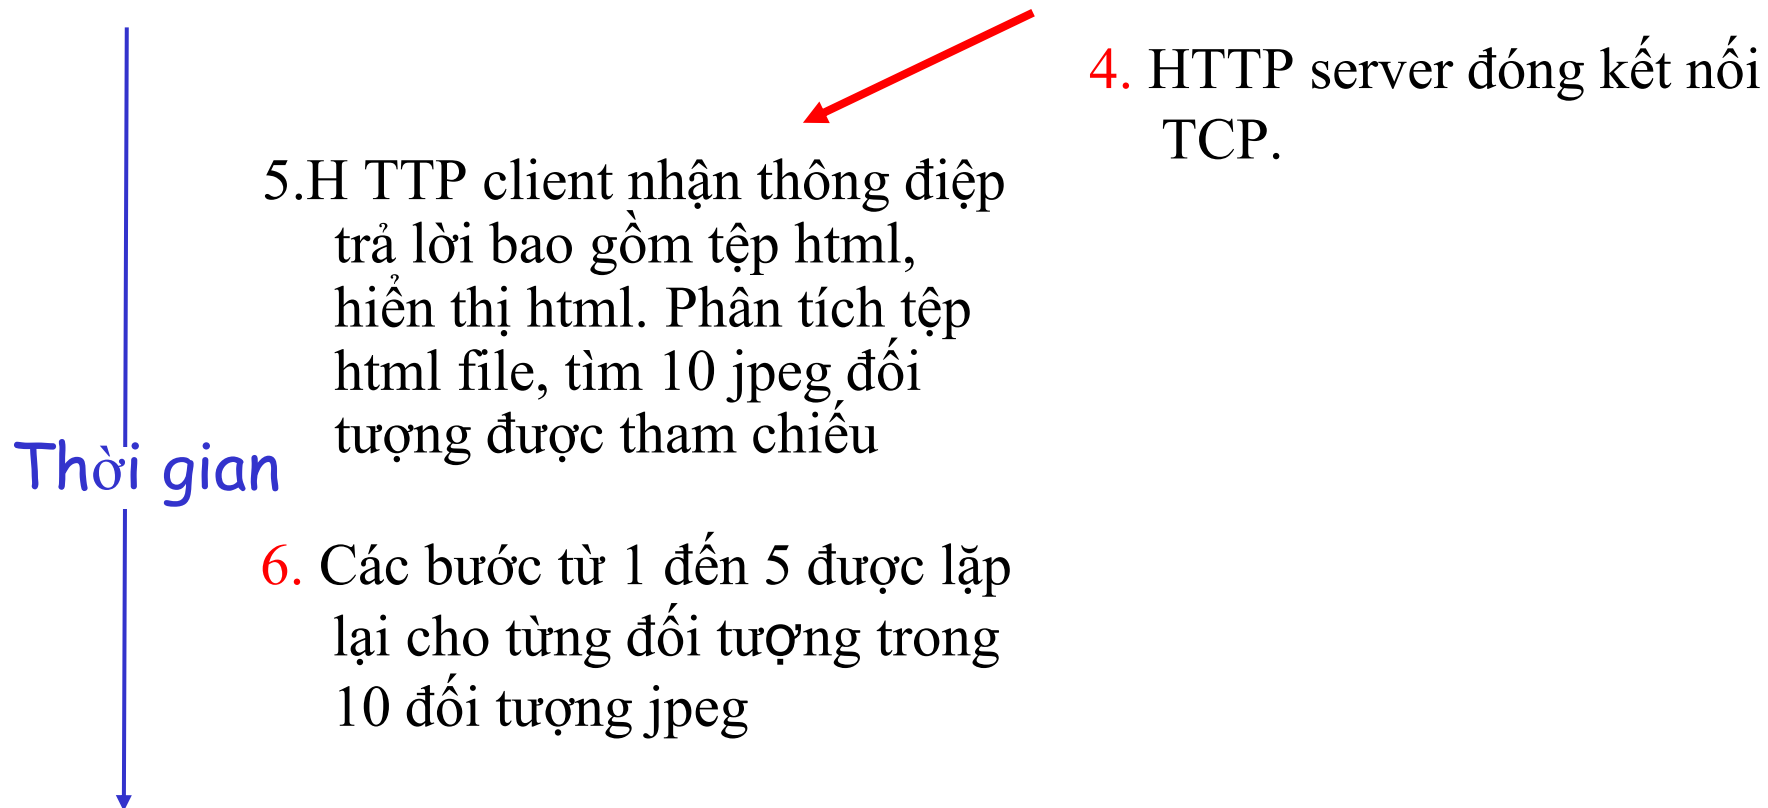 4. HTTP server đóng kết nối
TCP.
5.H TTP client nhận thông điệp
trả lời bao gồm tệp html,
hiển thị html. Phân tích tệp
html file, tìm 10 jpeg đối
tượng được tham chiếu
Thời gian
6. Các bước từ 1 đến 5 được lặp
lại cho từng đối tượng trong
10 đối tượng jpeg